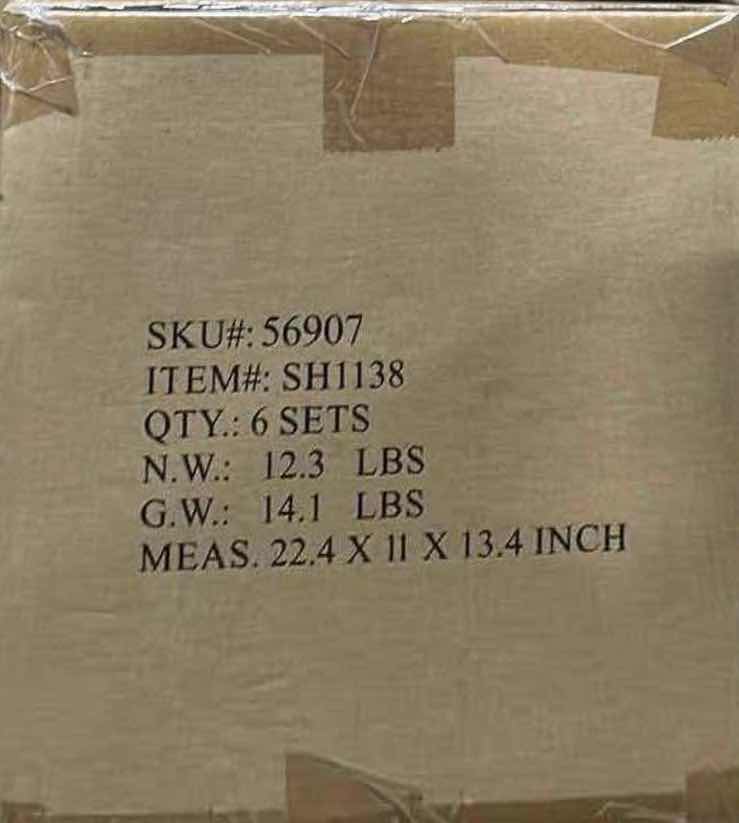 SKU#: 56907
ITEM#: SH1138
QTY.: 6 SETS
N.W.: 12.3 LBS
G.W.: 14.1 LBS
MEAS. 22.4 X 11 X 13.4 INCH